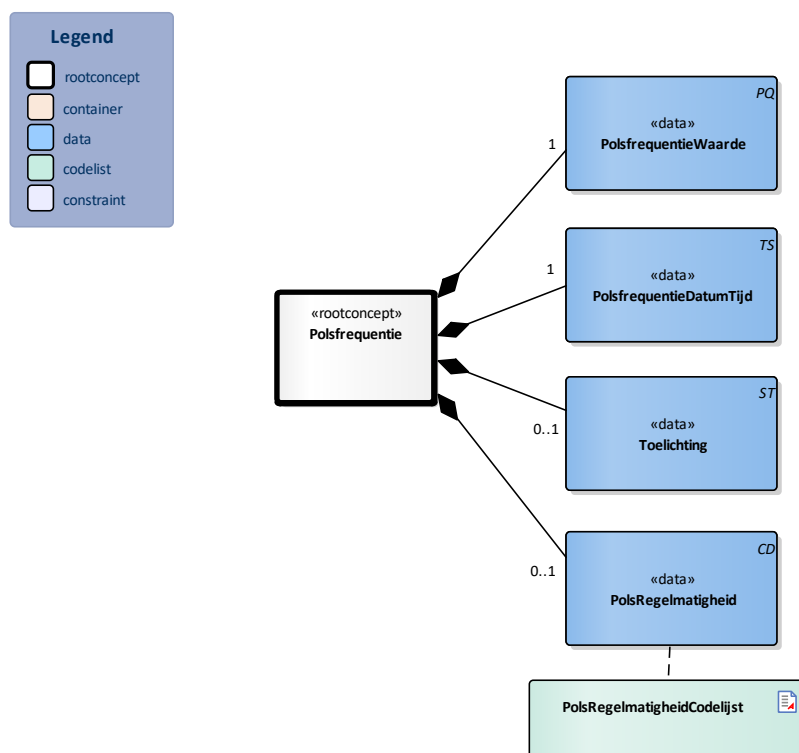 Legend
rootconcept
container
data
codelist
constraint
PQ
«data»
PolsfrequentieWaarde
1
TS
«data»
PolsfrequentieDatumTijd
1
«rootconcept»
Polsfrequentie
ST
«data»
Toelichting
0..1
CD
«data»
PolsRegelmatigheid
0..1
PolsRegelmatigheidCodelijst